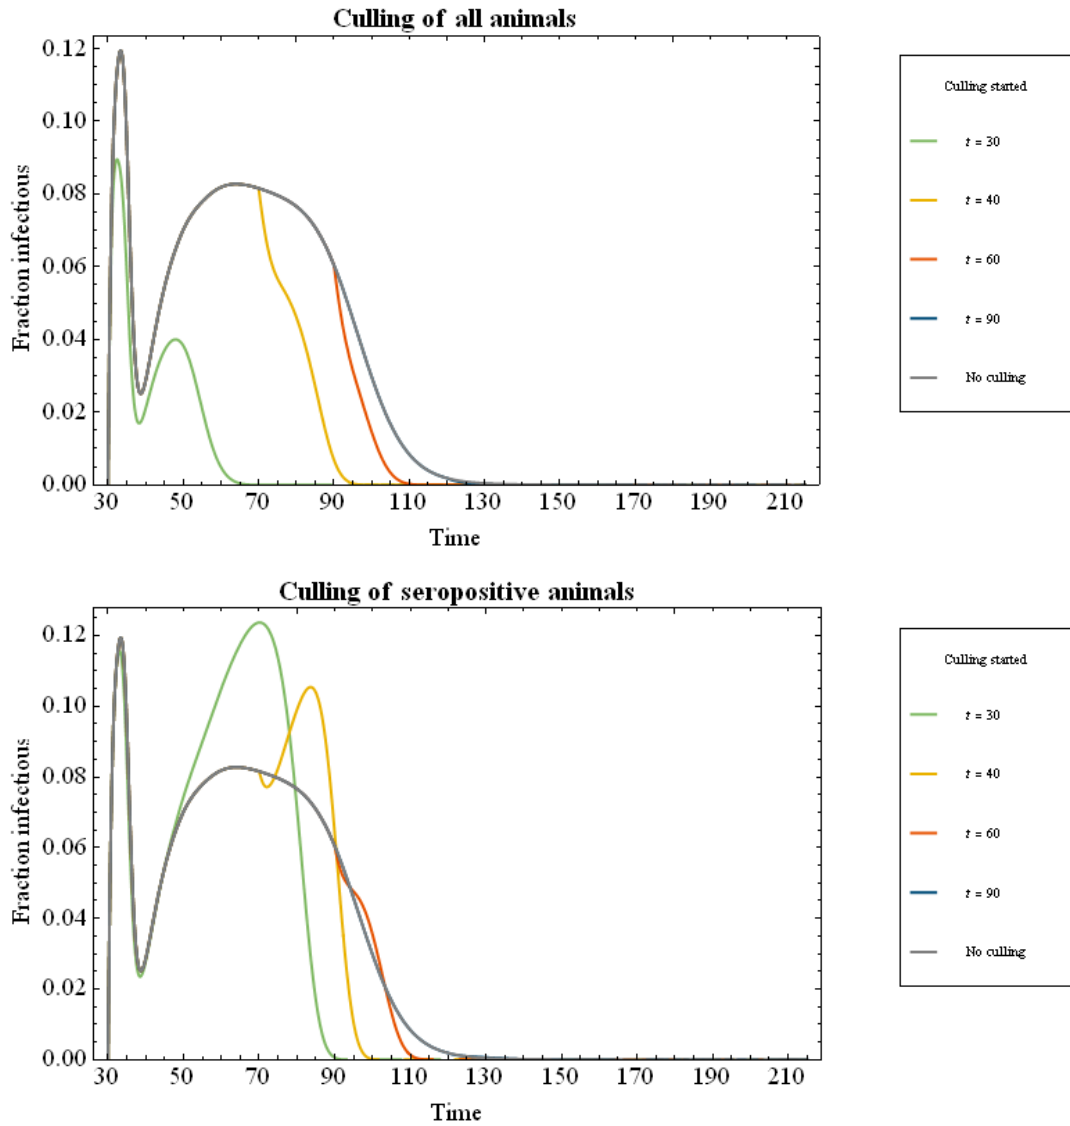 Culling of all animals
0.12
0.10
0.08
0.06
0.04
0.02
0.00
Fraction infectious
30 50 70 90 110 130 150 170 190 210
Time
Culling started
t = 30
t = 40
t = 60
t = 90
No culling
Culling of seropositive animals
0.12
0.10
0.08
0.06
0.04
0.02
0.00
Fraction infectious
30 50 70 90 110 130 150 170 190 210
Time
Culling started
t = 30
t = 40
t = 60
t = 90
No culling